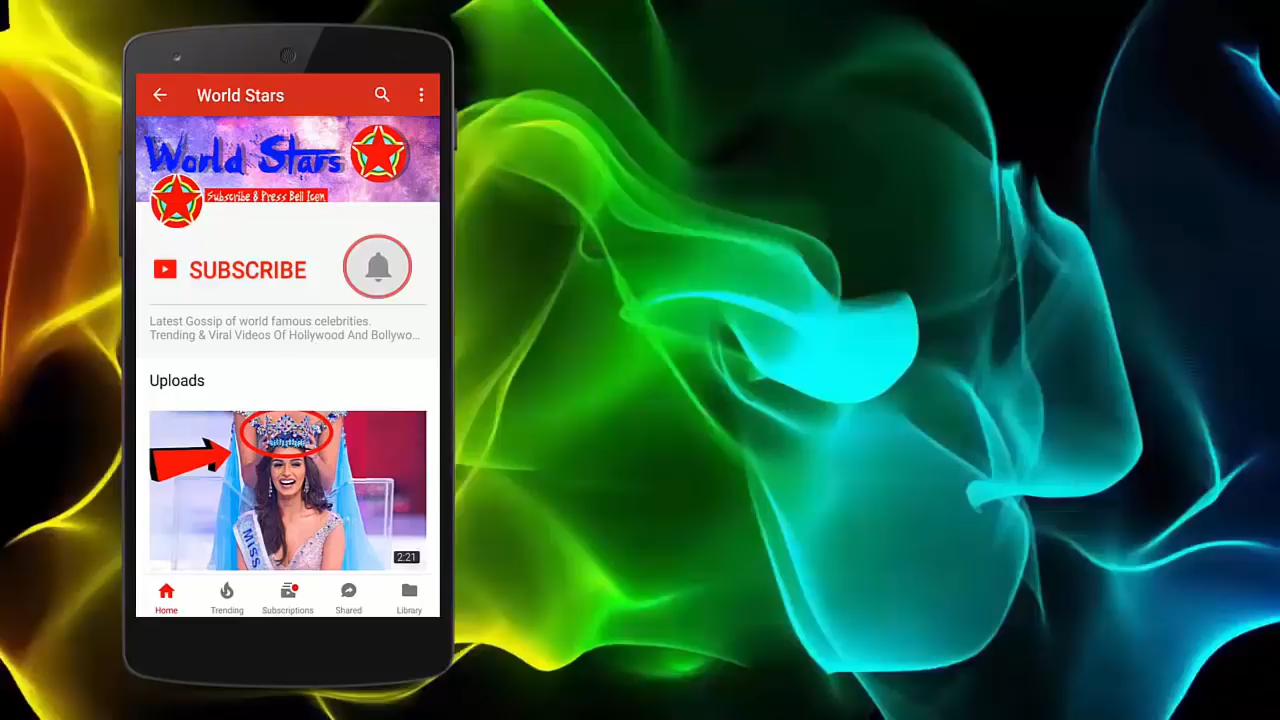 World Stars
World Stars
Subscribe & Press Bell Icon
SUBSCRIBE
Latest Gossip of world famous celebrities.
Trending & Viral Videos Of Hollywood And Bollywo...
Uploads
Miss
2:21
Home Trending Subscriptions Shared Library